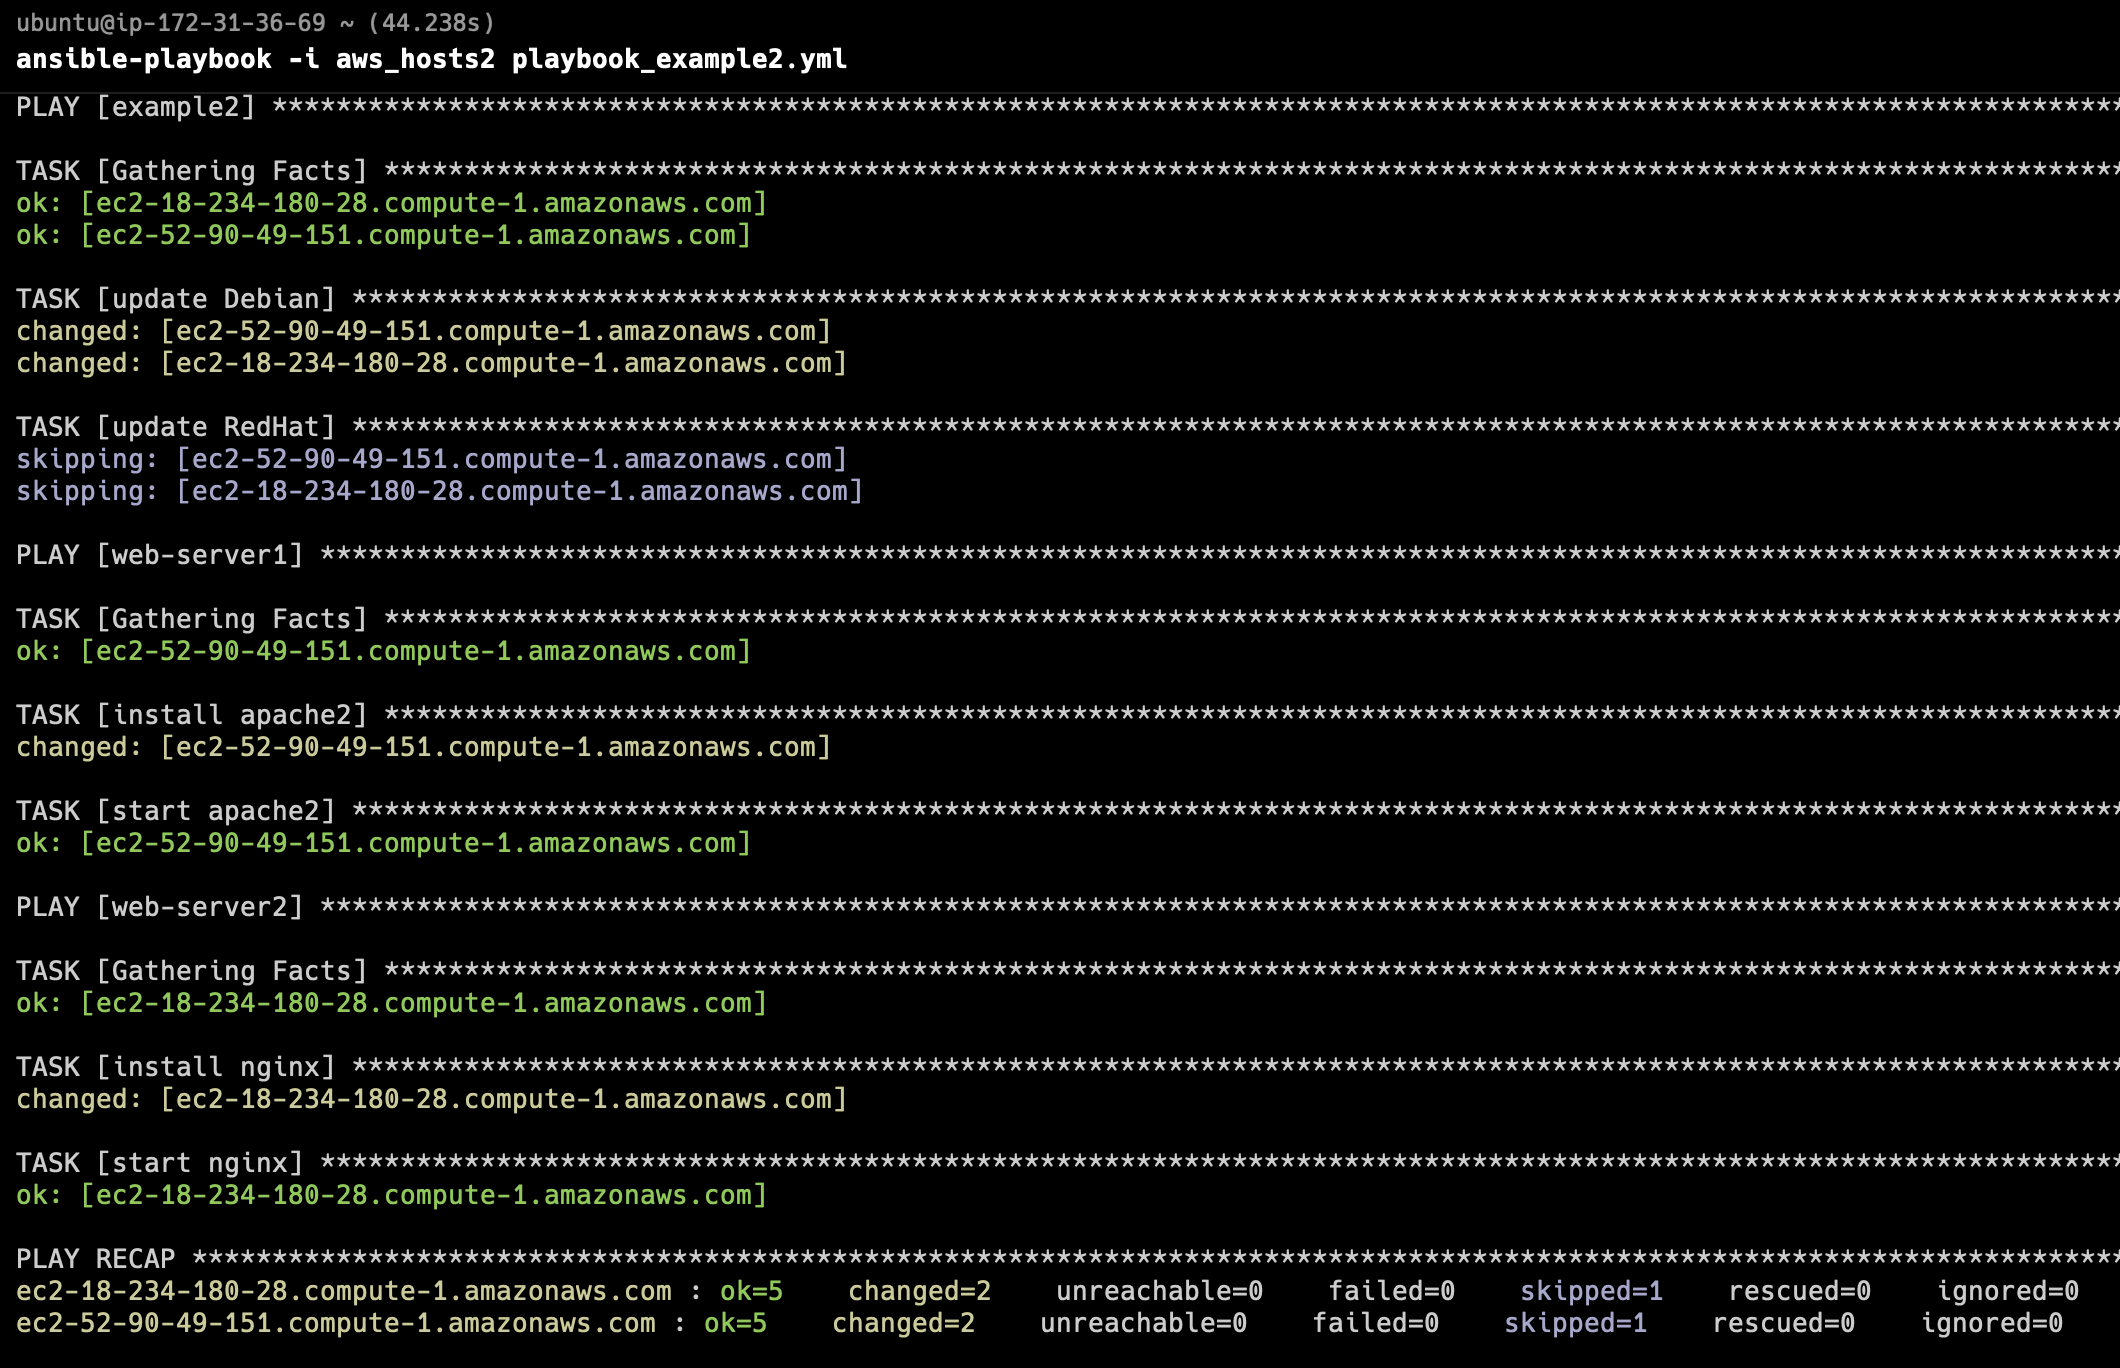 ubuntu@ip-172-31-36-69 ~ (44.238s)
ansible-playbook -i aws_hosts2 playbook_example2.yml
PLAY [example2] *******************************************************************************************************************
TASK [Gathering Facts] ************************************************************************************************************
ok: [ec2-18-234-180-28.compute-1.amazonaws.com]
ok: [ec2-52-90-49-151.compute-1.amazonaws.com]
TASK [update Debian] **************************************************************************************************************
changed: [ec2-52-90-49-151.compute-1.amazonaws.com]
changed: [ec2-18-234-180-28.compute-1.amazonaws.com]
TASK [update RedHat] **************************************************************************************************************
skipping: [ec2-52-90-49-151.compute-1.amazonaws.com]
skipping: [ec2-18-234-180-28.compute-1.amazonaws.com]
PLAY [web-server1] ****************************************************************************************************************
TASK [Gathering Facts] ************************************************************************************************************
ok: [ec2-52-90-49-151.compute-1.amazonaws.com]
TASK [install apache2] ************************************************************************************************************
changed: [ec2-52-90-49-151.compute-1.amazonaws.com]
TASK [start apache2] **************************************************************************************************************
ok: [ec2-52-90-49-151.compute-1.amazonaws.com]
PLAY [web-server2] ****************************************************************************************************************
TASK [Gathering Facts] ************************************************************************************************************
ok: [ec2-18-234-180-28.compute-1.amazonaws.com]
TASK [install nginx] **************************************************************************************************************
changed: [ec2-18-234-180-28.compute-1.amazonaws.com]
TASK [start nginx] ****************************************************************************************************************
ok: [ec2-18-234-180-28.compute-1.amazonaws.com]
PLAY RECAP ************************************************************************************************************************
ec2-18-234-180-28.compute-1.amazonaws.com : ok=5    changed=2    unreachable=0    failed=0    skipped=1    rescued=0    ignored=0
ec2-52-90-49-151.compute-1.amazonaws.com : ok=5    changed=2    unreachable=0    failed=0    skipped=1    rescued=0    ignored=0